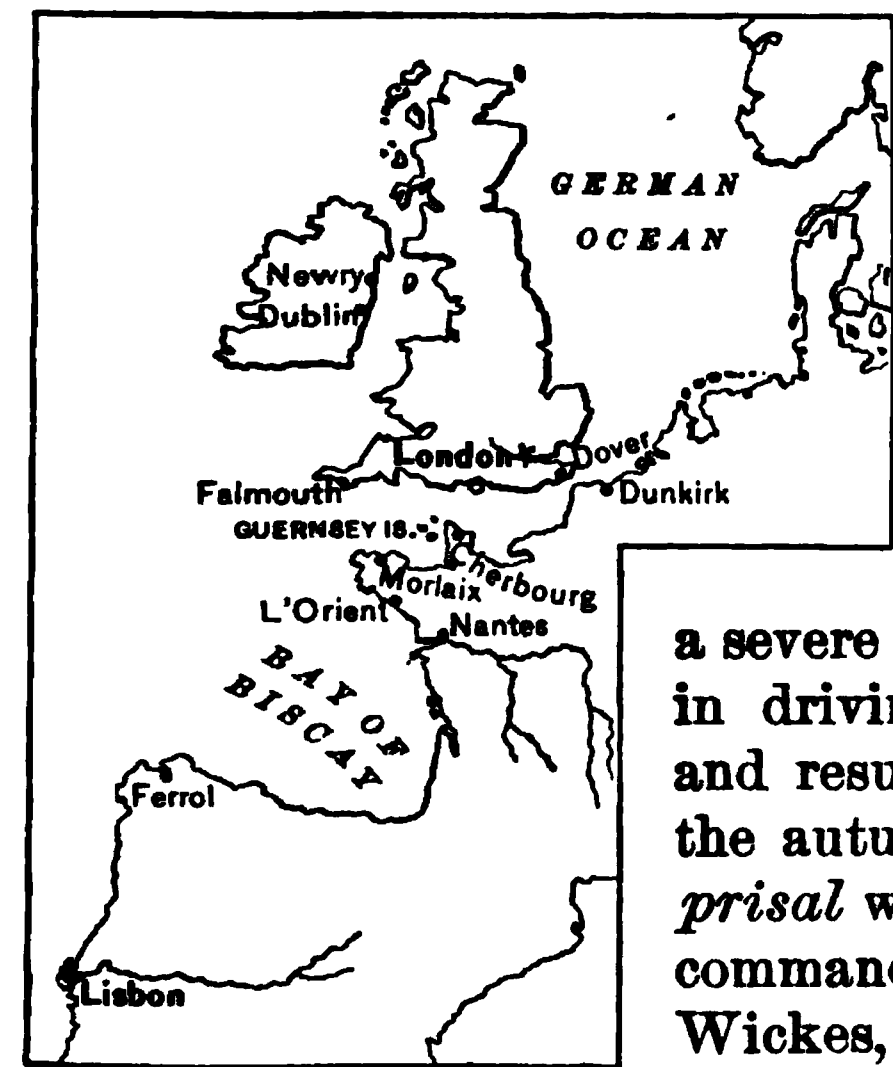 GERMAN
OCEAN
Newry
Dublin
London
Dover
Falmouth
Dunkirk
GUERNSEY IS.
Cherbourg
Morlaix
L'Orient
Nantes
BAY OF
BISCAY
Ferrol
Lisbon
a severe
in drivin
and resu
the autu
prisal w
comman
Wickes,